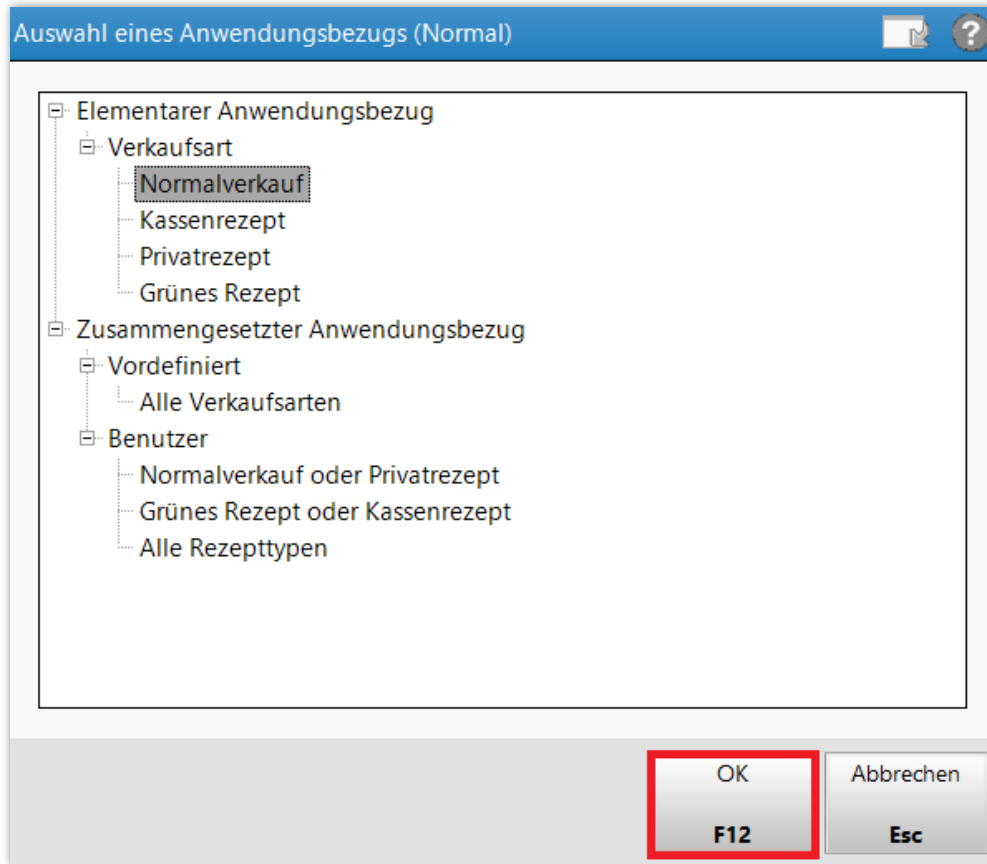 Auswahl eines Anwendungsbezugs (Normal)
?
Elementarer Anwendungsbezug
Verkaufsart
Normalverkauf
Kassenrezept
Privatrezept
Grünes Rezept
Zusammengesetzter Anwendungsbezug
Vordefiniert
Alle Verkaufsarten
Benutzer
Normalverkauf oder Privatrezept
Grünes Rezept oder Kassenrezept
Alle Rezepttypen
OK Abbrechen
F12 Esc